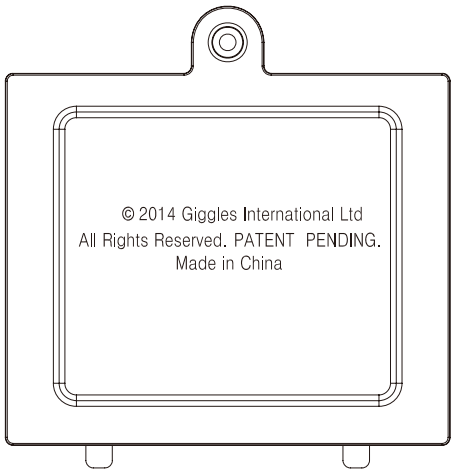 © 2014 Giggles International Ltd
All Rights Reserved. PATENT PENDING.
Made in China